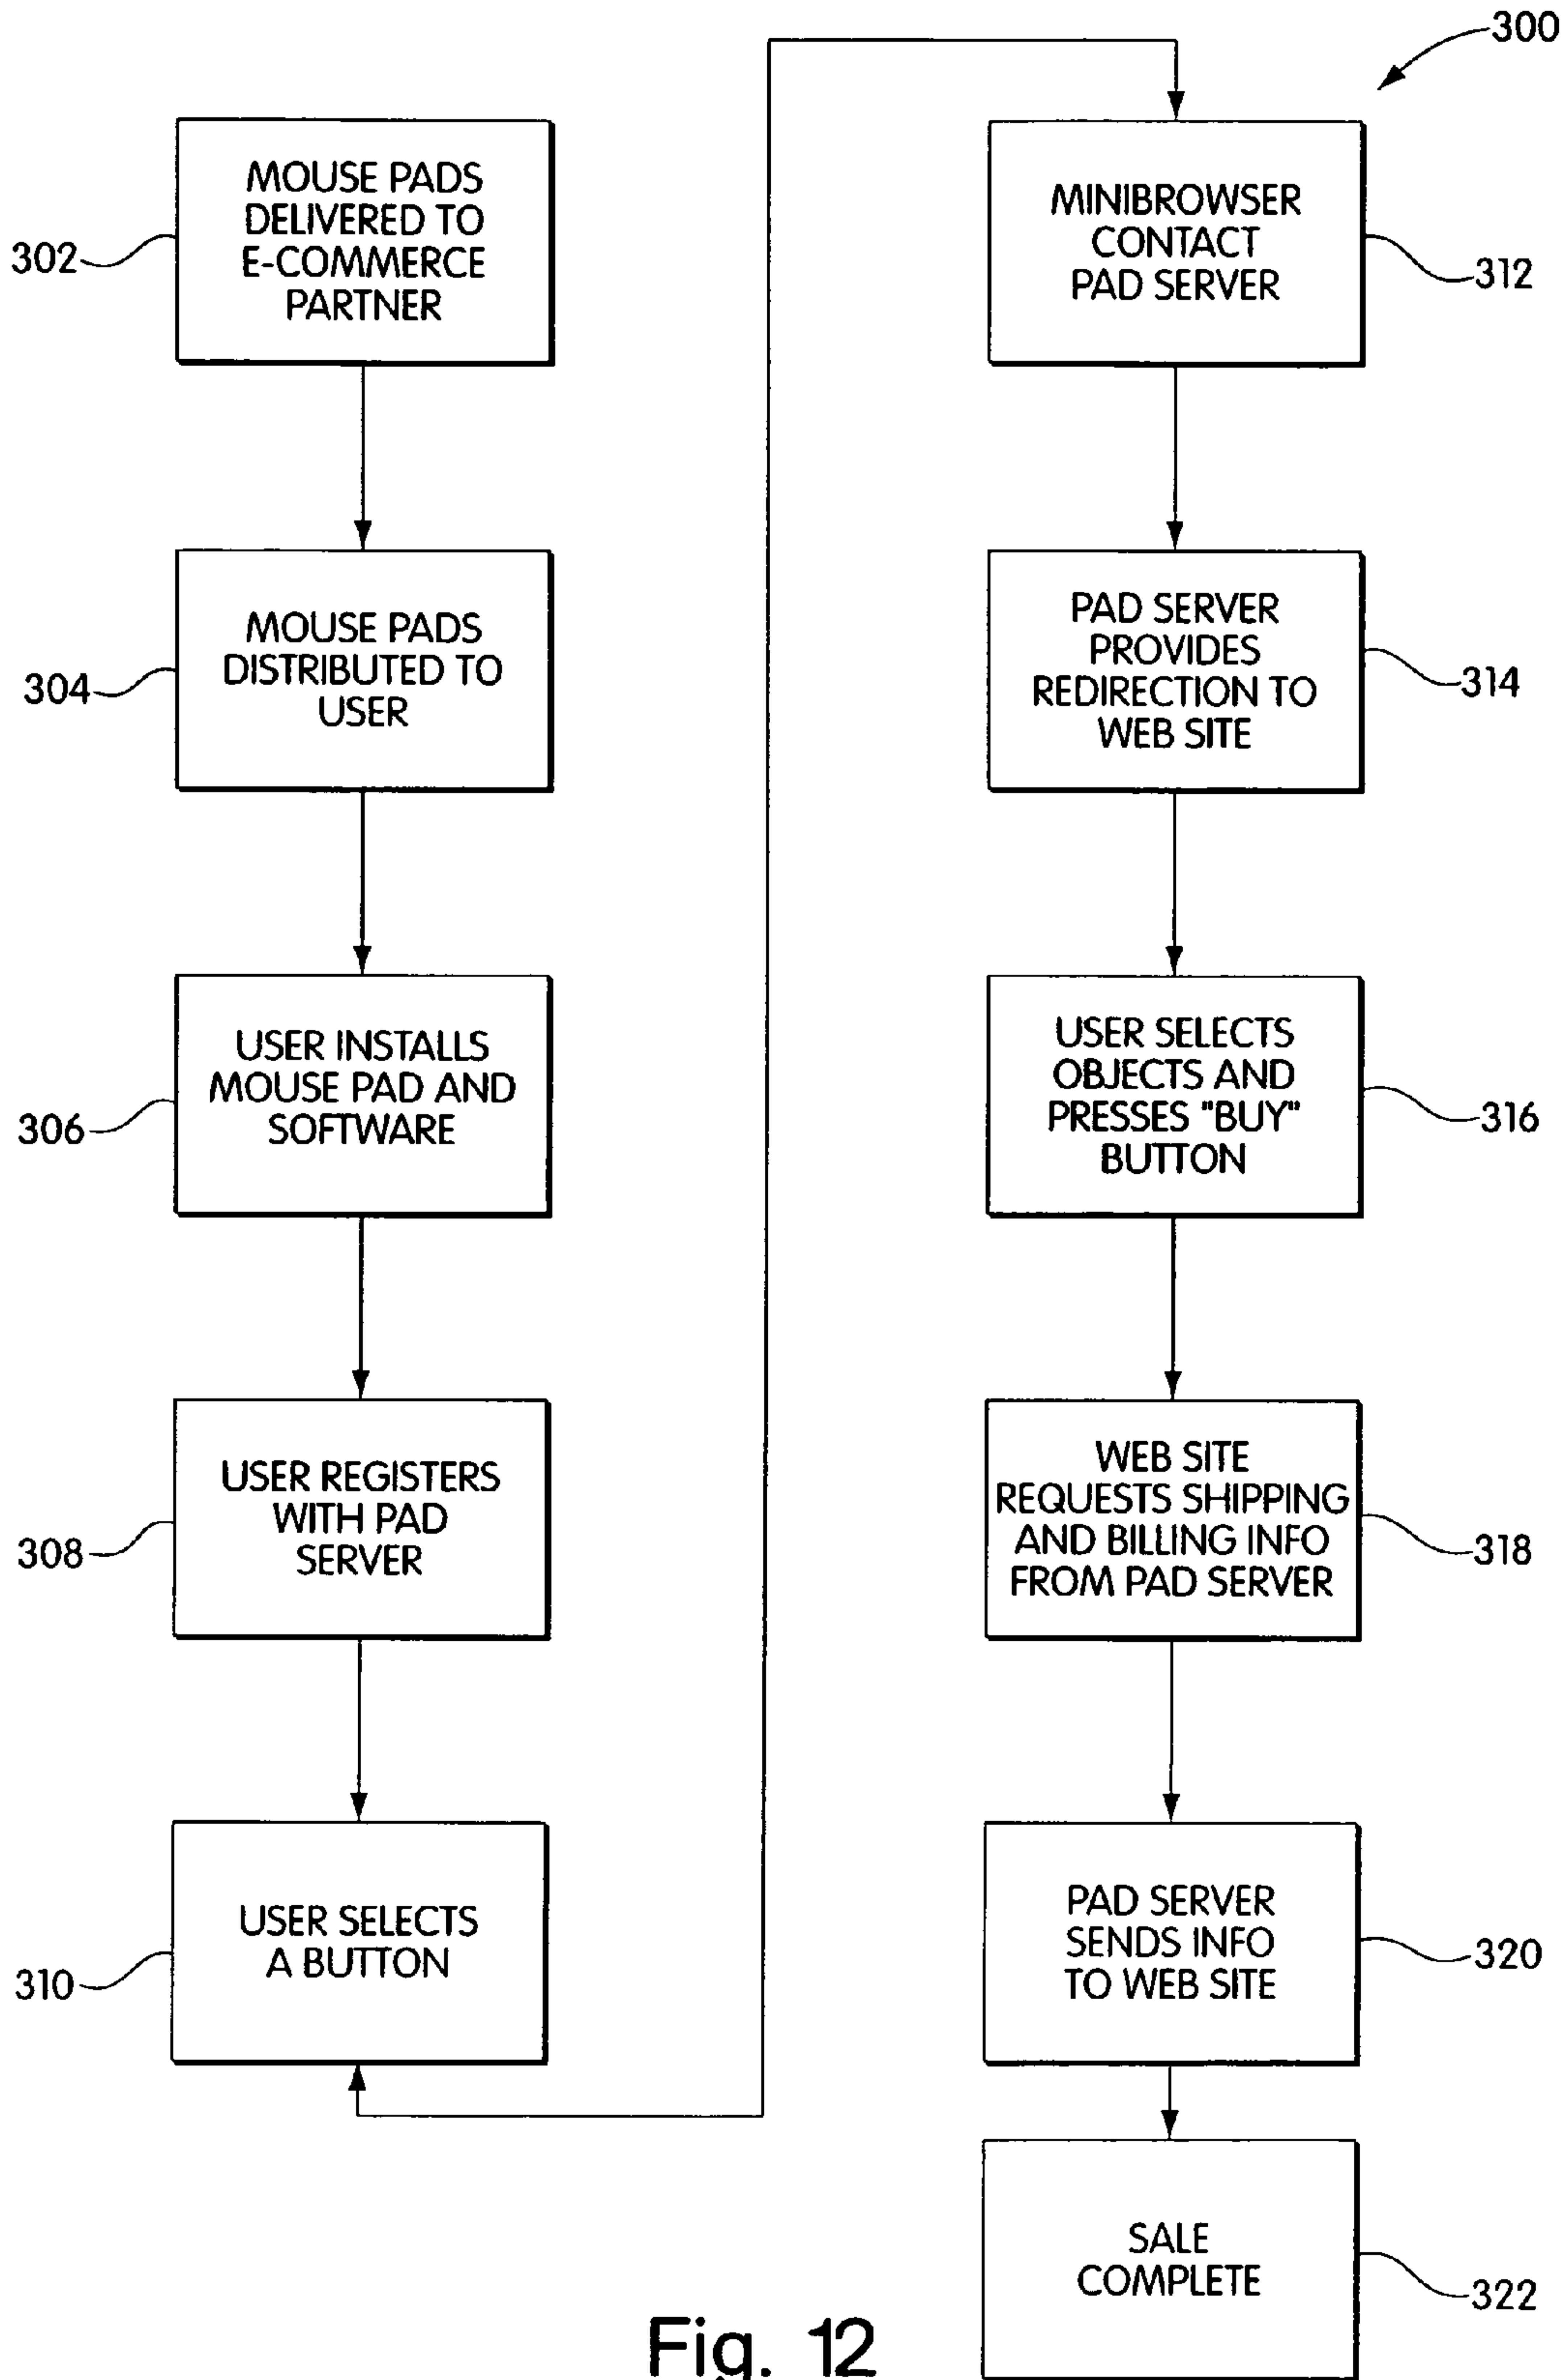 300
MOUSE PADS
DELIVERED TO
E-COMMERCE
PARTNER
302
MOUSE PADS
DISTRIBUTED TO
USER
304
USER INSTALLS
MOUSE PAD AND
SOFTWARE
306
USER REGISTERS
WITH PAD
SERVER
308
USER SELECTS
A BUTTON
310
MINIBROWSER
CONTACT
PAD SERVER
312
PAD SERVER
PROVIDES
REDIRECTION TO
WEB SITE
314
USER SELECTS
OBJECTS AND
PRESSES "BUY"
BUTTON
316
WEB SITE
REQUESTS SHIPPING
AND BILLING INFO
FROM PAD SERVER
318
PAD SERVER
SENDS INFO
TO WEB SITE
320
SALE
COMPLETE
322
Fig. 12